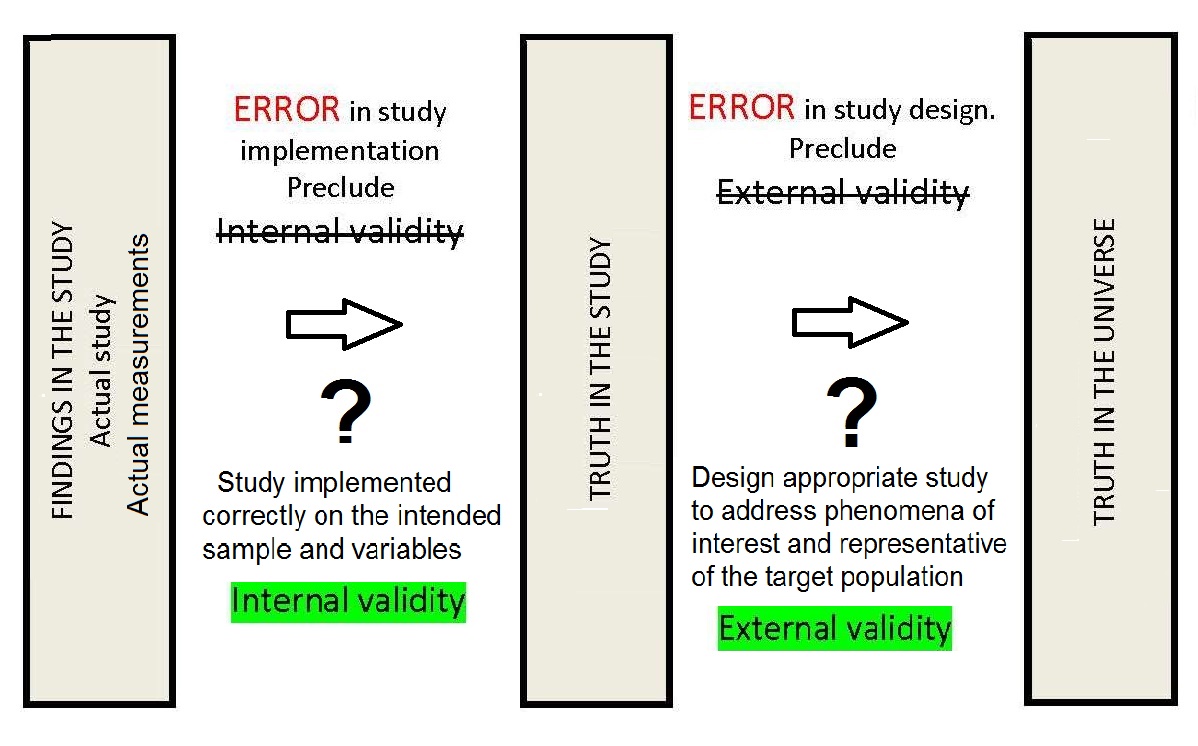 FINDINGS IN THE STUDY
Actual study
Actual measurements
ERROR in study
implementation
Preclude
Internal validity
?
Study implemented
correctly on the intended
sample and variables
Internal validity
TRUTH IN THE STUDY
ERROR in study design.
Preclude
External validity
?
Design appropriate study
to address phenomena of
interest and representative
of the target population
External validity
TRUTH IN THE UNIVERSE